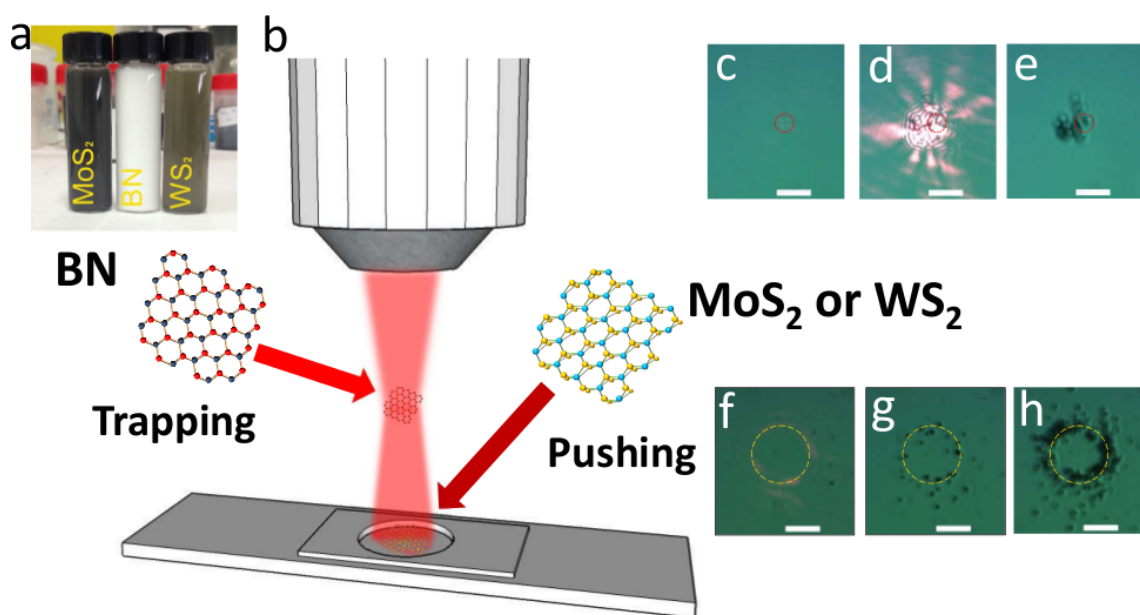 a
MoS₂
BN
WS₂
b
c
d
e
BN
Trapping
MoS₂ or WS₂
Pushing
f
g
h